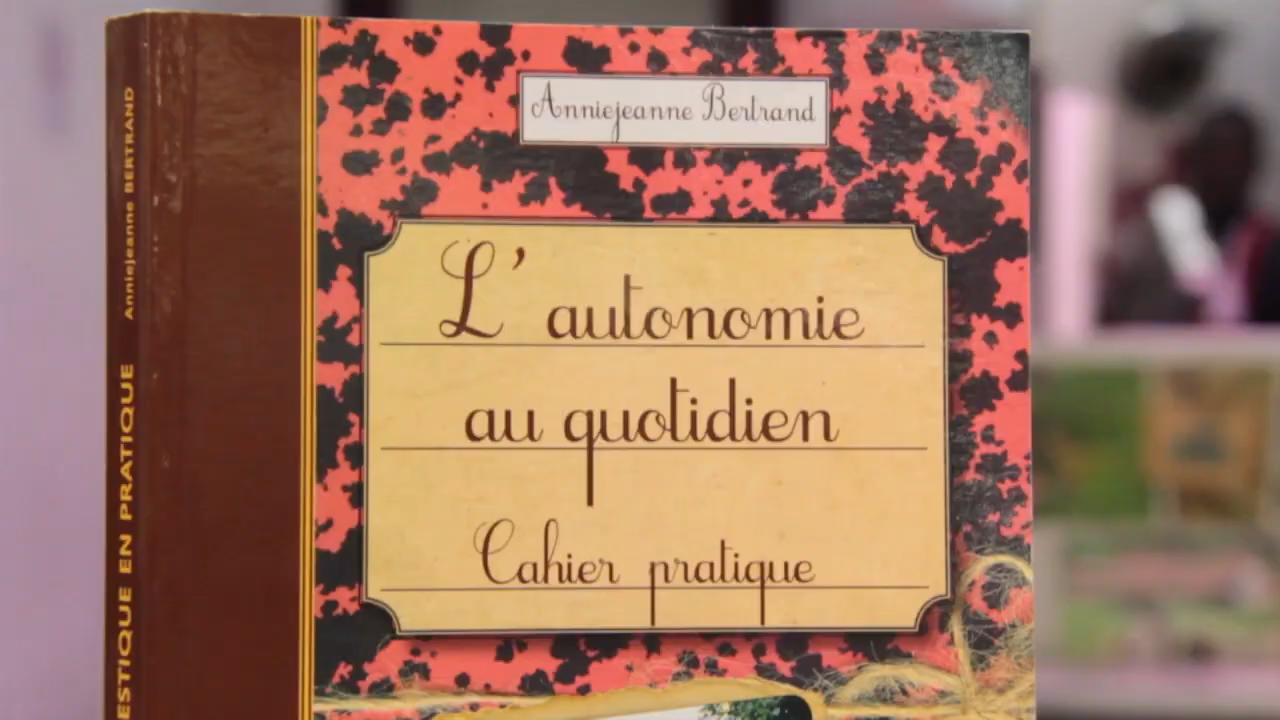 Anniejeanne Bertrand
L' autonomie
au quotidien
Cahier pratique
ESTIQUE EN PRATIQUE Anniejeanne BERTRAND